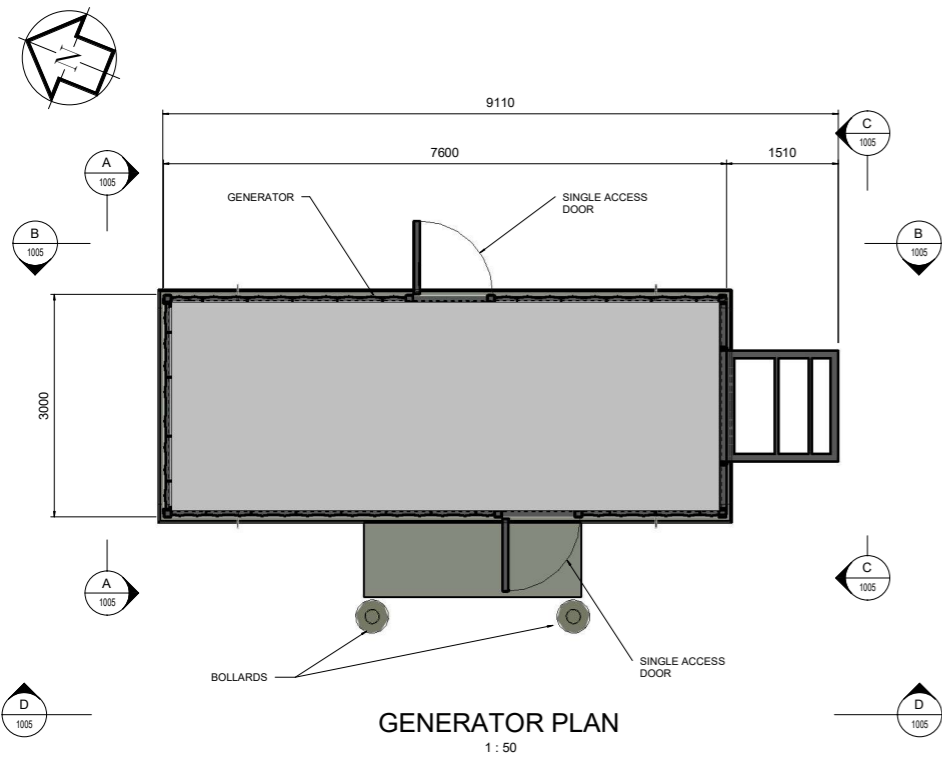 N
9110
C
1005
7600
1510
A
1005
GENERATOR
SINGLE ACCESS
DOOR
B
1005
B
1005
3000
A
1005
C
1005
BOLLARDS
SINGLE ACCESS
DOOR
D
1005
D
1005
GENERATOR PLAN
1 : 50